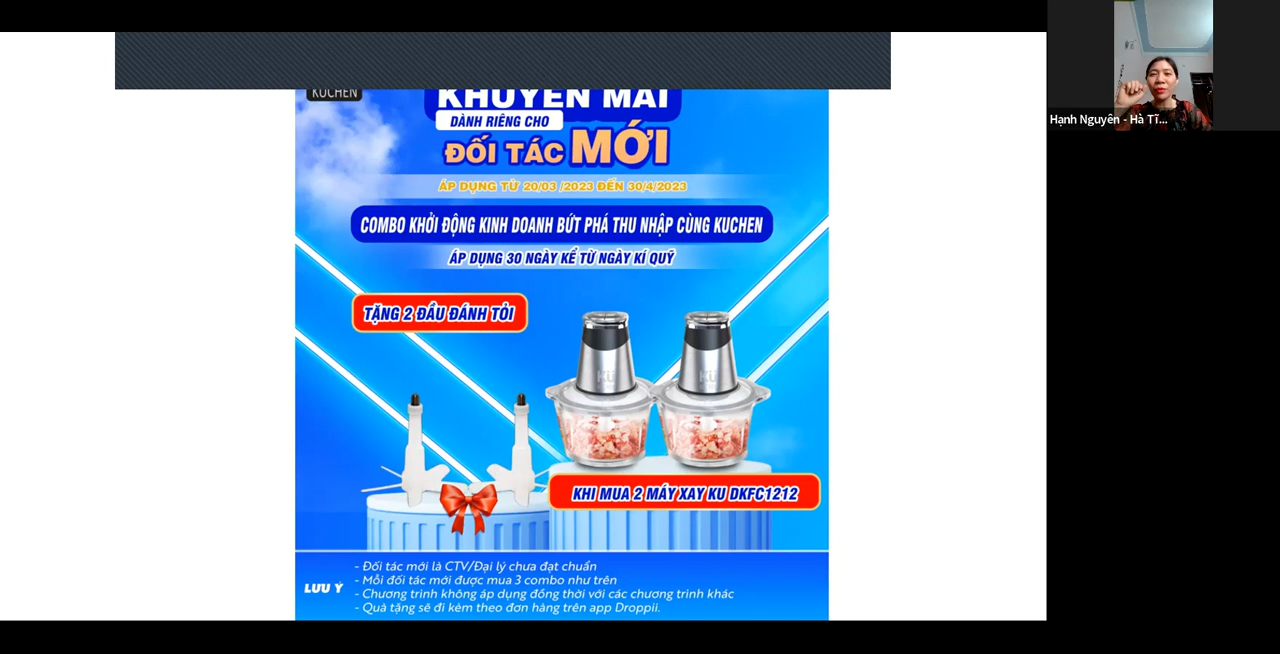 KUCHEN
KHUYẾN MÃI
DÀNH RIÊNG CHO
ĐỐI TÁC MỚI
ÁP DỤNG TỪ 20/03 /2023 ĐẾN 30/4/2023
COMBO KHỞI ĐỘNG KINH DOANH BỨT PHÁ THU NHẬP CÙNG KUCHEN
ÁP DỤNG 30 NGÀY KỂ TỪ NGÀY KÍ QUỸ
TẶNG 2 ĐẦU ĐÁNH TỎI
KHI MUA 2 MÁY XAY KU DKFC1212
LƯU Ý
- Đối tác mới là CTV/Đại lý chưa đạt chuẩn
- Mỗi đối tác mới được mua 3 combo như trên
- Chương trình không áp dụng đồng thời với các chương trình khác
- Quà tặng sẽ đi kèm theo đơn hàng trên app Droppii.
Hạnh Nguyên - Hà Tĩ...